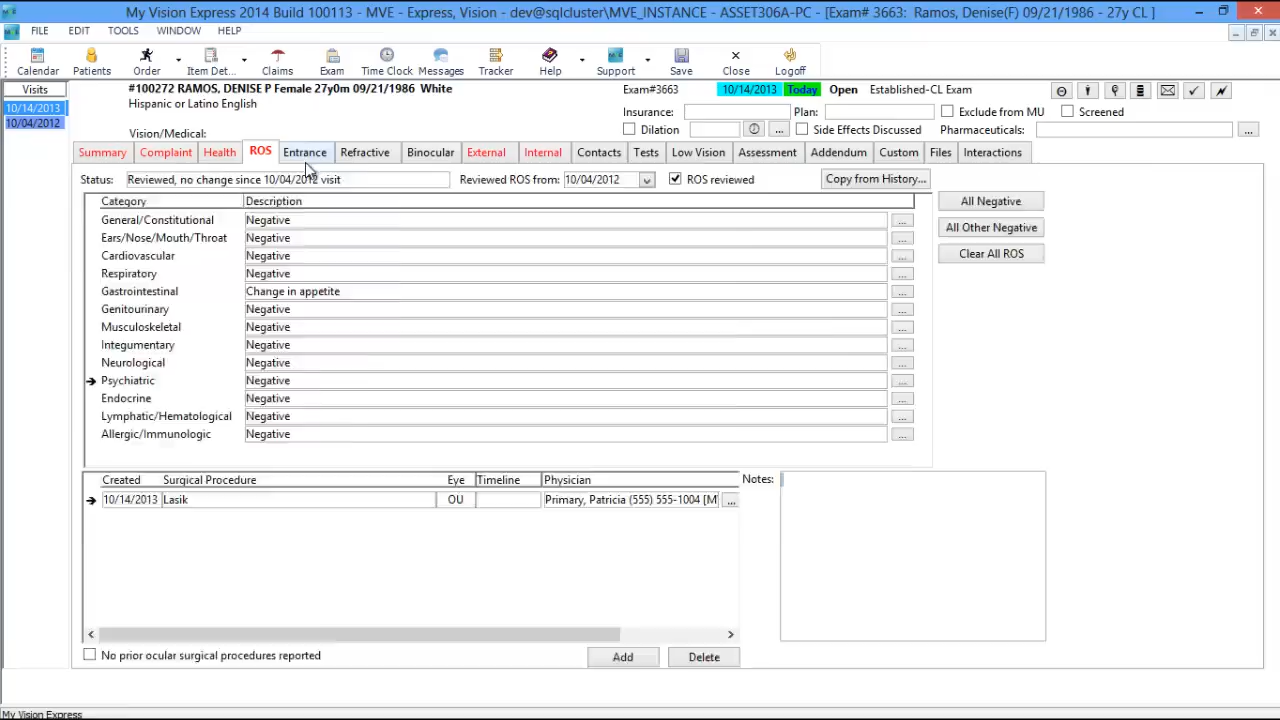 My Vision Express 2014 Build 100113 - MVE - Express, Vision - dev@sqlcluster\MVE_INSTANCE - ASSET306A-PC - [Exam# 3663: Ramos, Denise(F) 09/21/1986 - 27y CL ]
FILE EDIT TOOLS WINDOW HELP
Calendar Patients Order Item Det... Claims Exam Time Clock Messages Tracker Help Support Save Close Logoff
Visits
10/14/2013
10/04/2012
#100272 RAMOS, DENISE P Female 27y0m 09/21/1986 White
Hispanic or Latino English
Vision/Medical:
Exam#3663 10/14/2013 Today Open Established-CL Exam
Insurance: Plan: Exclude from MU Screened
Dilation ... Side Effects Discussed Pharmaceuticals: ...
Summary Complaint Health ROS Entrance Refractive Binocular External Internal Contacts Tests Low Vision Assessment Addendum Custom Files Interactions
Status: Reviewed, no change since 10/04/2012 visit Reviewed ROS from: 10/04/2012 ROS reviewed Copy from History...
Category Description
General/Constitutional Negative ...
Ears/Nose/Mouth/Throat Negative ...
Cardiovascular Negative ...
Respiratory Negative ...
Gastrointestinal Change in appetite ...
Genitourinary Negative ...
Musculoskeletal Negative ...
Integumentary Negative ...
Neurological Negative ...
Psychiatric Negative ...
Endocrine Negative ...
Lymphatic/Hematological Negative ...
Allergic/Immunologic Negative ...
All Negative
All Other Negative
Clear All ROS
Created Surgical Procedure Eye Timeline Physician
10/14/2013 Lasik OU Primary, Patricia (555) 555-1004 [M ...
Notes:
No prior ocular surgical procedures reported Add Delete
My Vision Express